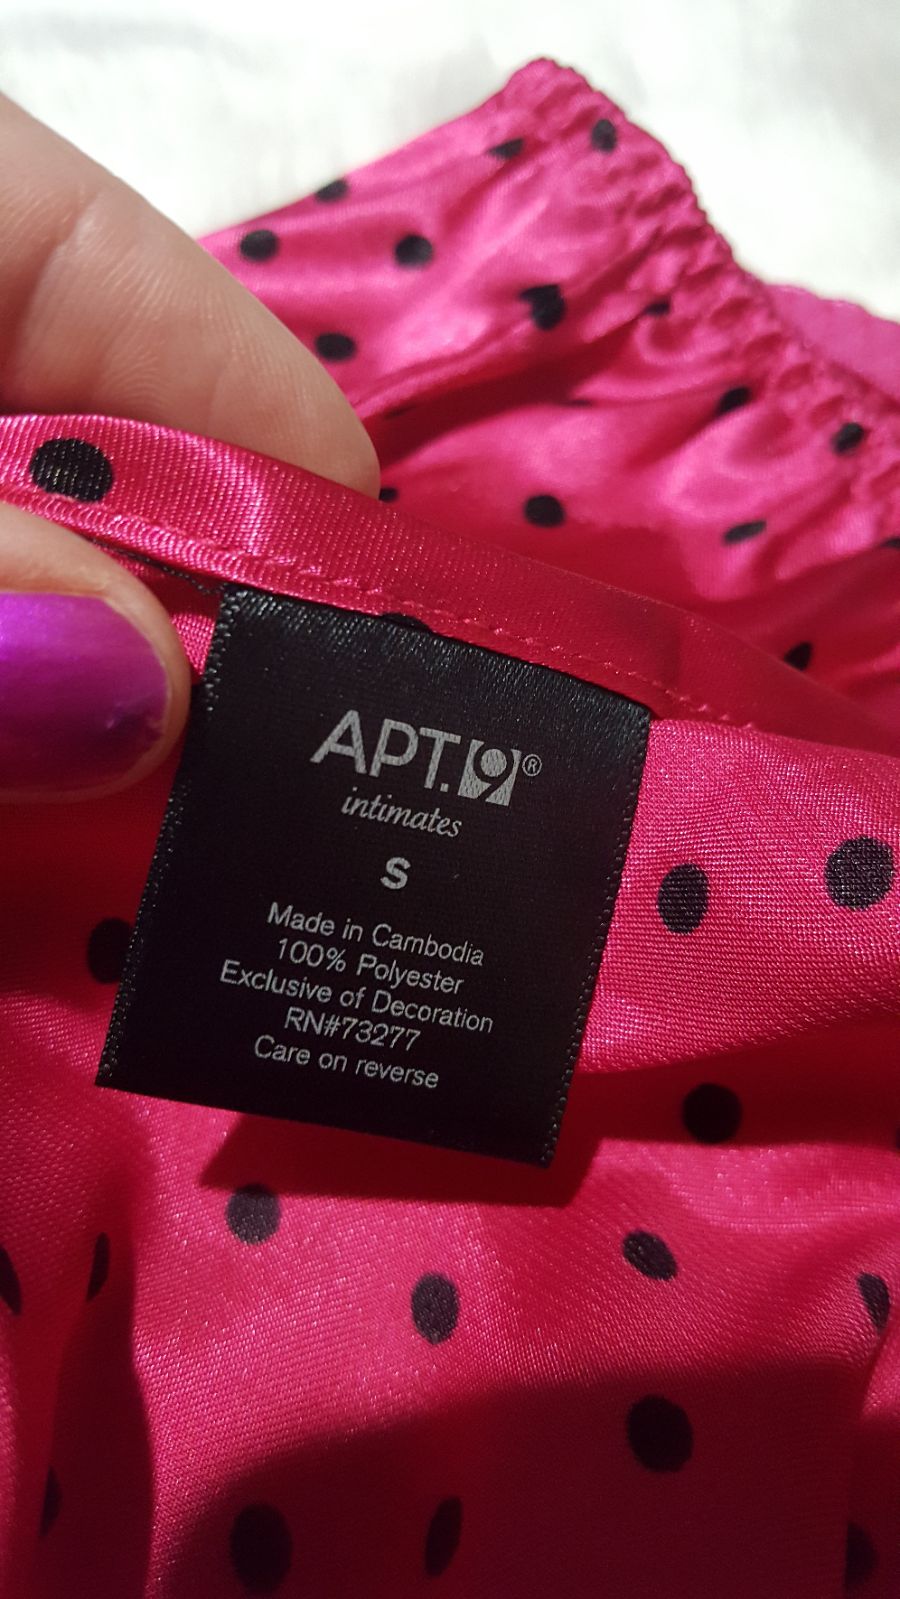 APT.9®
intimates
S
Made in Cambodia
100% Polyester
Exclusive of Decoration
RN#73277
Care on reverse